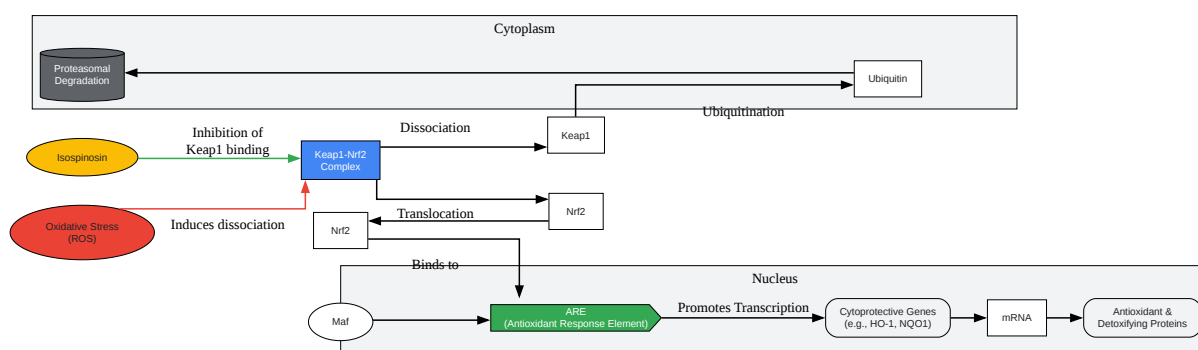 Cytoplasm
Proteasomal
Degradation
Ubiquitin
Ubiquitination
Dissociation
Keap1
Inhibition of
Keap1 binding
Isospinosin
Keap1-Nrf2
Complex
Oxidative Stress
(ROS)
Induces dissociation
Nrf2
Translocation
Nrf2
Binds to
Nucleus
Maf
ARE
(Antioxidant Response Element)
Promotes Transcription
Cytoprotective Genes
(e.g., HO-1, NQO1)
mRNA
Antioxidant &
Detoxifying Proteins